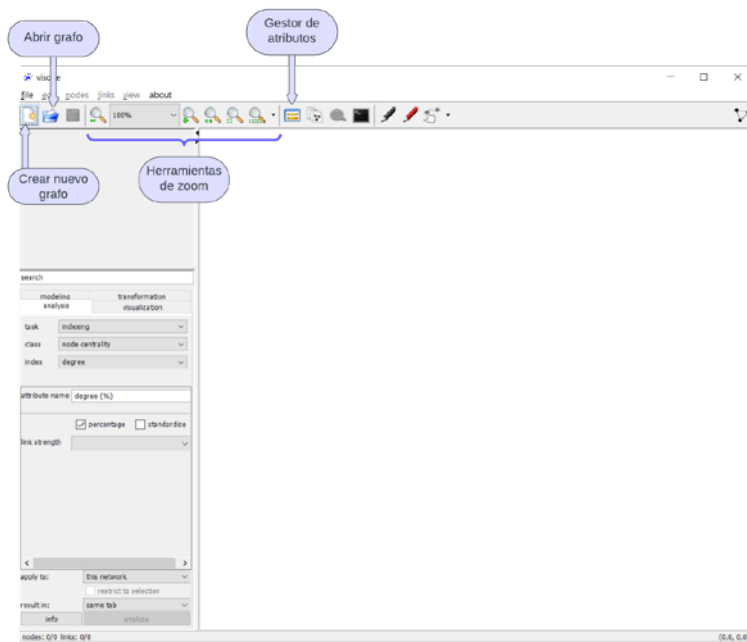 Abrir grafo
Gestor de
atributos
file nodes links view about
100%
Crear nuevo
grafo
Herramientas
de zoom
search
modeling transformation
analysis visualization
task indexing
class node centrality
index degree
attribute name degree (%)
percentage standardize
link strength
apply to: this network
restrict to selection
result in: same tab
info analyse
nodes: 0/0 links: 0/0 (0.0, 0.0